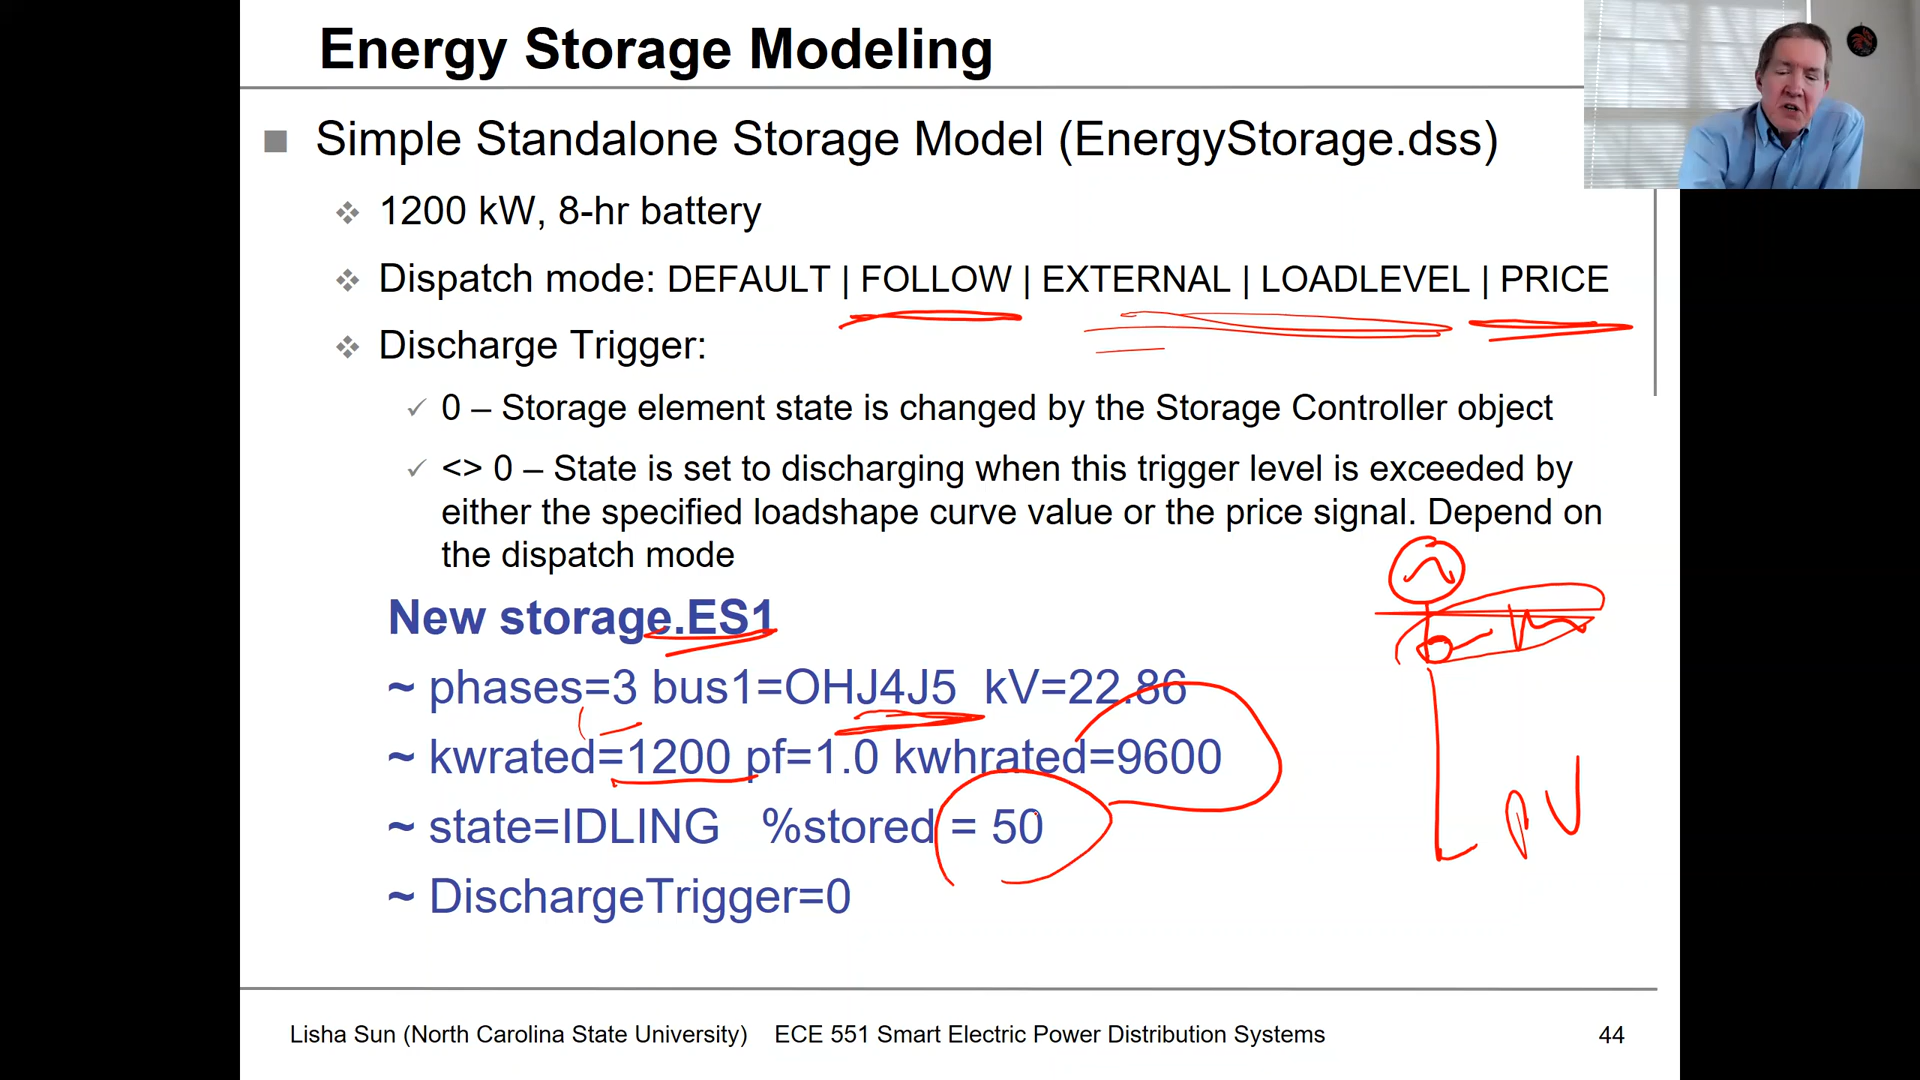 Energy Storage Modeling
Simple Standalone Storage Model (EnergyStorage.dss)
1200 kW, 8-hr battery
Dispatch mode: DEFAULT | FOLLOW | EXTERNAL | LOADLEVEL | PRICE
Discharge Trigger:
0 – Storage element state is changed by the Storage Controller object
<> 0 – State is set to discharging when this trigger level is exceeded by
either the specified loadshape curve value or the price signal. Depend on
the dispatch mode
New storage.ES1
~ phases=3 bus1=OHJ4J5 kV=22.86
~ kwrated=1200 pf=1.0 kwhrated=9600
~ state=IDLING %stored = 50
~ DischargeTrigger=0
PV
Lisha Sun (North Carolina State University) ECE 551 Smart Electric Power Distribution Systems 44